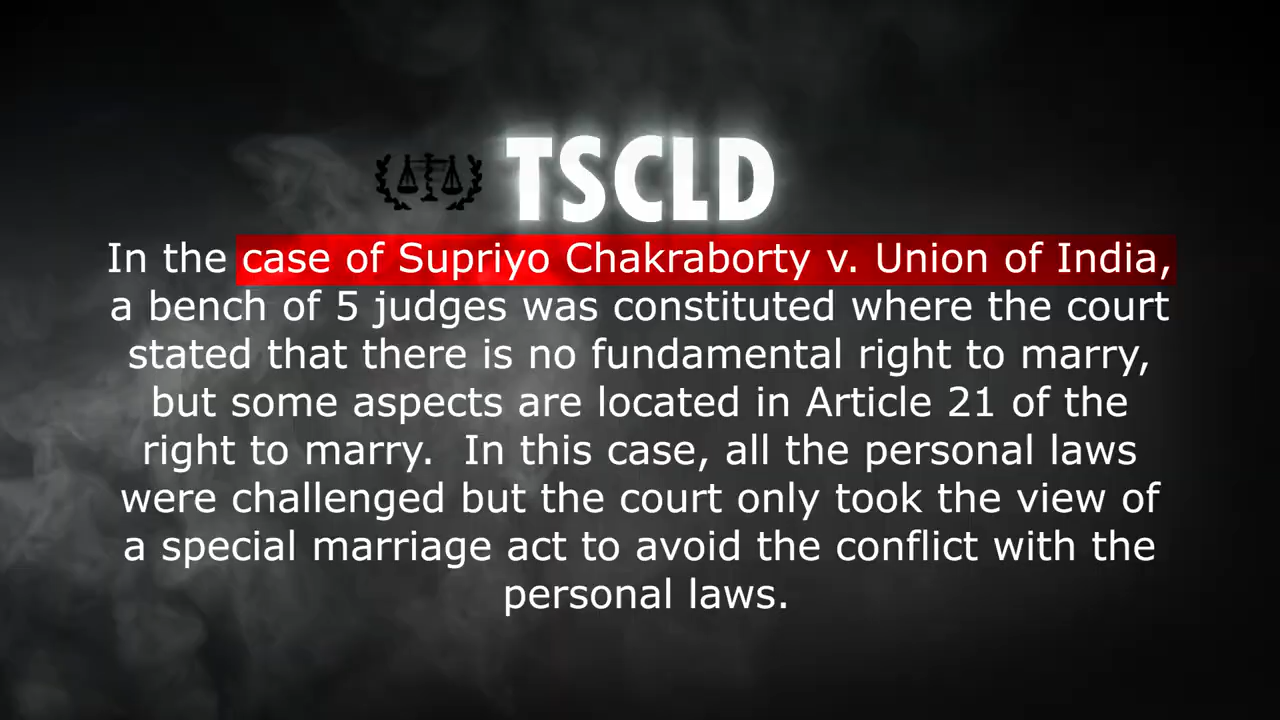 TSCLD
In the case of Supriyo Chakraborty v. Union of India,
a bench of 5 judges was constituted where the court
stated that there is no fundamental right to marry,
but some aspects are located in Article 21 of the
right to marry.  In this case, all the personal laws
were challenged but the court only took the view of
a special marriage act to avoid the conflict with the
personal laws.